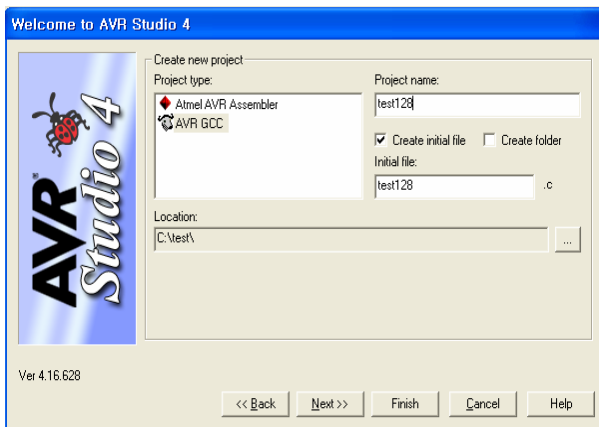 Welcome to AVR Studio 4
Create new project
Project type:
Atmel AVR Assembler
AVR GCC
Project name:
test128
Create initial file
Create folder
Initial file:
test128
.c
Location:
C:\test\
...
AVR®
Studio 4
Ver 4.16.628
<< Back
Next >>
Finish
Cancel
Help